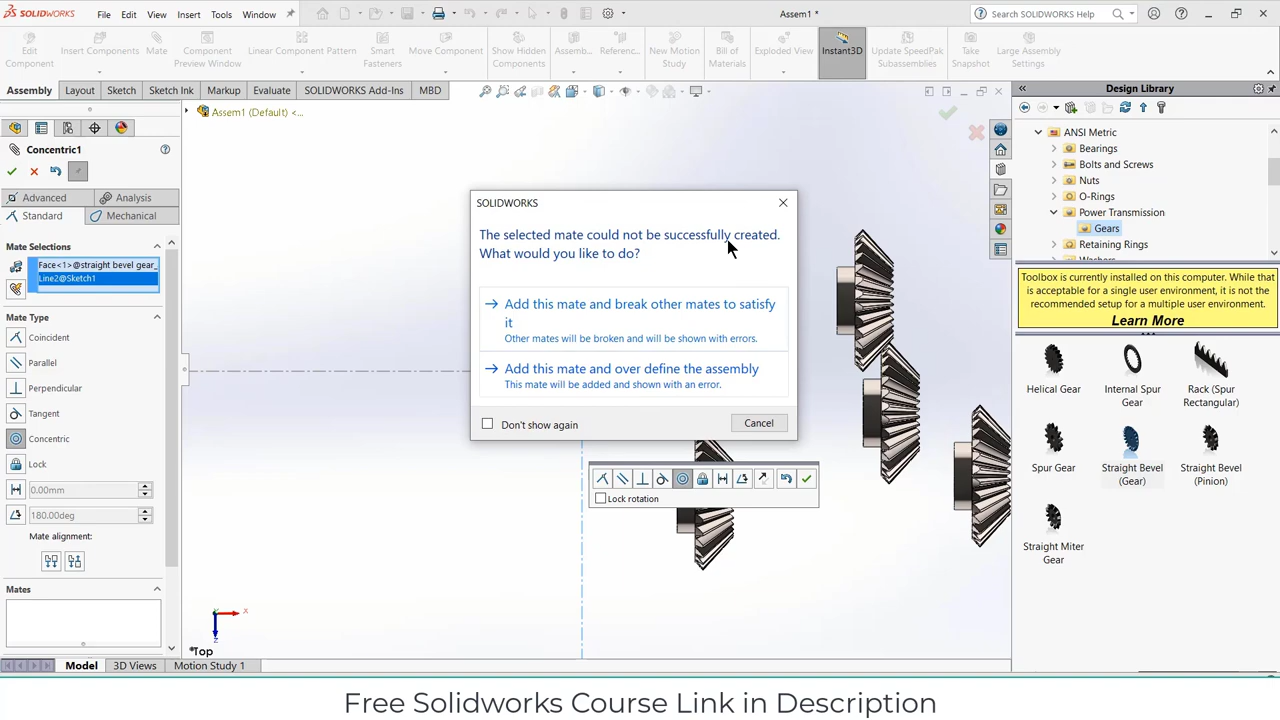 SOLIDWORKS
File Edit View Insert Tools Window
Assem1 *
Search SOLIDWORKS Help
Edit Component
Insert Components
Mate
Component Preview Window
Linear Component Pattern
Smart Fasteners
Move Component
Show Hidden Components
Assemb...
Referenc...
New Motion Study
Bill of Materials
Exploded View
Instant3D
Update SpeedPak Subassemblies
Take Snapshot
Large Assembly Settings
Assembly Layout Sketch Sketch Ink Markup Evaluate SOLIDWORKS Add-Ins MBD
Assem1 (Default) <...
Concentric1
Advanced
Analysis
Standard
Mechanical
Mate Selections
Face<1>@straight bevel gear_
Line2@Sketch1
Mate Type
Coincident
Parallel
Perpendicular
Tangent
Concentric
Lock
0.00mm
180.00deg
Mate alignment:
Mates
SOLIDWORKS
The selected mate could not be successfully created.
What would you like to do?
Add this mate and break other mates to satisfy
it
Other mates will be broken and will be shown with errors.
Add this mate and over define the assembly
This mate will be added and shown with an error.
Don't show again
Cancel
Lock rotation
X
Z
*Top
Design Library
ANSI Metric
Bearings
Bolts and Screws
Nuts
O-Rings
Power Transmission
Gears
Retaining Rings
Toolbox is currently installed on this computer. While that
is acceptable for a single user environment, it is not the
recommended setup for a multiple user environment.
Learn More
Helical Gear
Internal Spur Gear
Rack (Spur Rectangular)
Spur Gear
Straight Bevel (Gear)
Straight Bevel (Pinion)
Straight Miter Gear
Model 3D Views Motion Study 1
Free Solidworks Course Link in Description